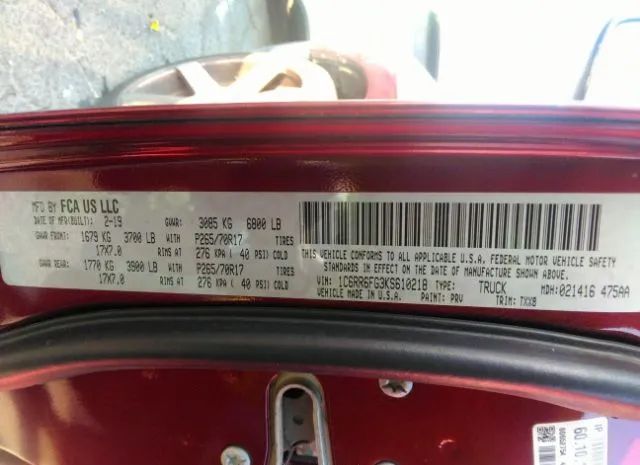 MFD BY FCA US LLC
DATE OF MFR(BUILT): 2-19 GVWR: 3085 KG 6800 LB
GAWR FRONT: 1679 KG 3700 LB WITH P265/70R17 TIRES
17X7.0 RIMS AT 276 KPA ( 40 PSI) COLD
GAWR REAR: 1770 KG 3900 LB WITH P265/70R17 TIRES
17X7.0 RIMS AT 276 KPA ( 40 PSI) COLD
THIS VEHICLE CONFORMS TO ALL APPLICABLE U.S.A. FEDERAL MOTOR VEHICLE SAFETY
STANDARDS IN EFFECT ON THE DATE OF MANUFACTURE SHOWN ABOVE.
VIN: 1C6RR6FG3KS610218 TYPE: TRUCK MDH: 021416 475AA
MADE IN U.S.A. PAINT: PRV TRIM: TXX8
60.10.